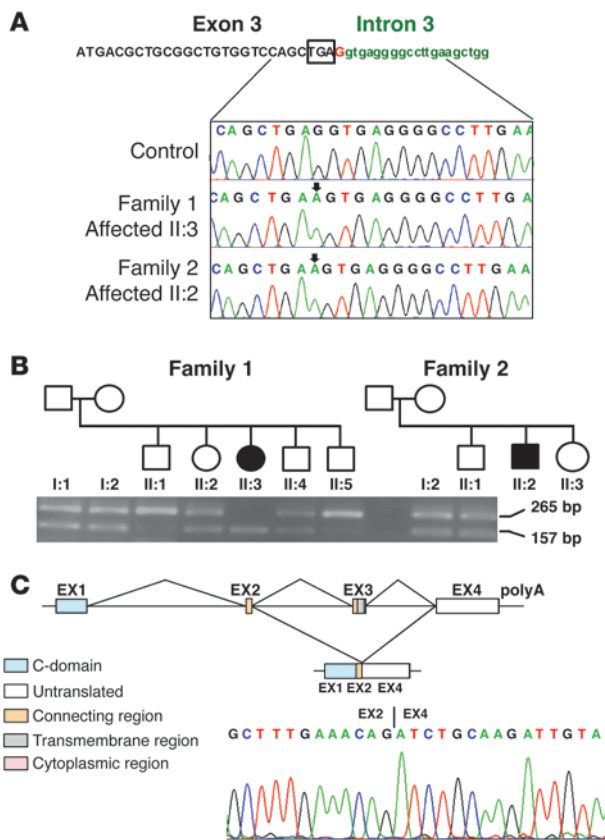 A
Exon 3 Intron 3
ATGACGCTGCGGCTGTGGTCCAGCTGAGgtgaggggccttgaagctgg
CAGCTGAGGTGAGGGGCCTTGAA
Control
CAGCTGAAGTGAGGGGCCTTGA
Family 1
Affected II:3
CAGCTGAAGTGAGGGGCCTTGAA
Family 2
Affected II:2
B
Family 1 Family 2
I:1 I:2 II:1 II:2 II:3 II:4 II:5 I:2 II:1 II:2 II:3
265 bp
157 bp
C
EX1 EX2 EX3 EX4 polyA
C-domain
Untranslated
Connecting region
Transmembrane region
Cytoplasmic region
EX1 EX2 EX4
EX2 EX4
GCTTTGAAACAGATCTGCAAGATTGTA